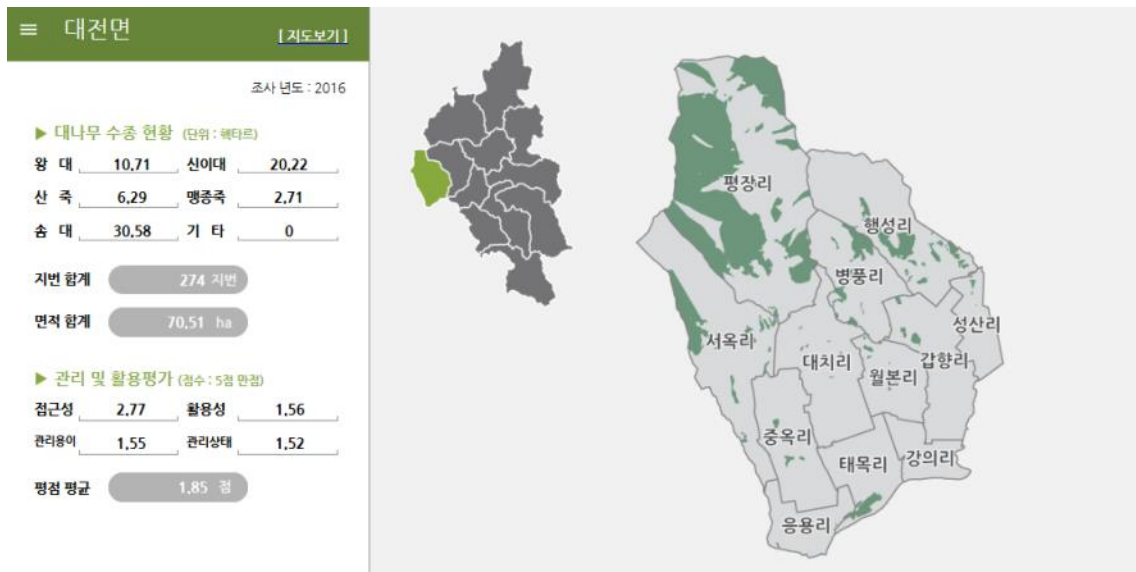 ≡ 대전면 [ 지도보기 ]
조사 년도 : 2016
▶ 대나무 수종 현황 (단위 : 헥타르)
왕 대 10.71 신이대 20.22
산 죽 6.29 맹종죽 2.71
솜 대 30.58 기 타 0
지번 합계 274 지번
면적 합계 70.51 ha
▶ 관리 및 활용평가 (점수 : 5점 만점)
접근성 2.77 활용성 1.56
관리용이 1.55 관리상태 1.52
평점 평균 1.85 점
평장리
행성리
병풍리
성산리
서옥리
대치리
갑향리
월본리
중옥리
태목리
강의리
응용리